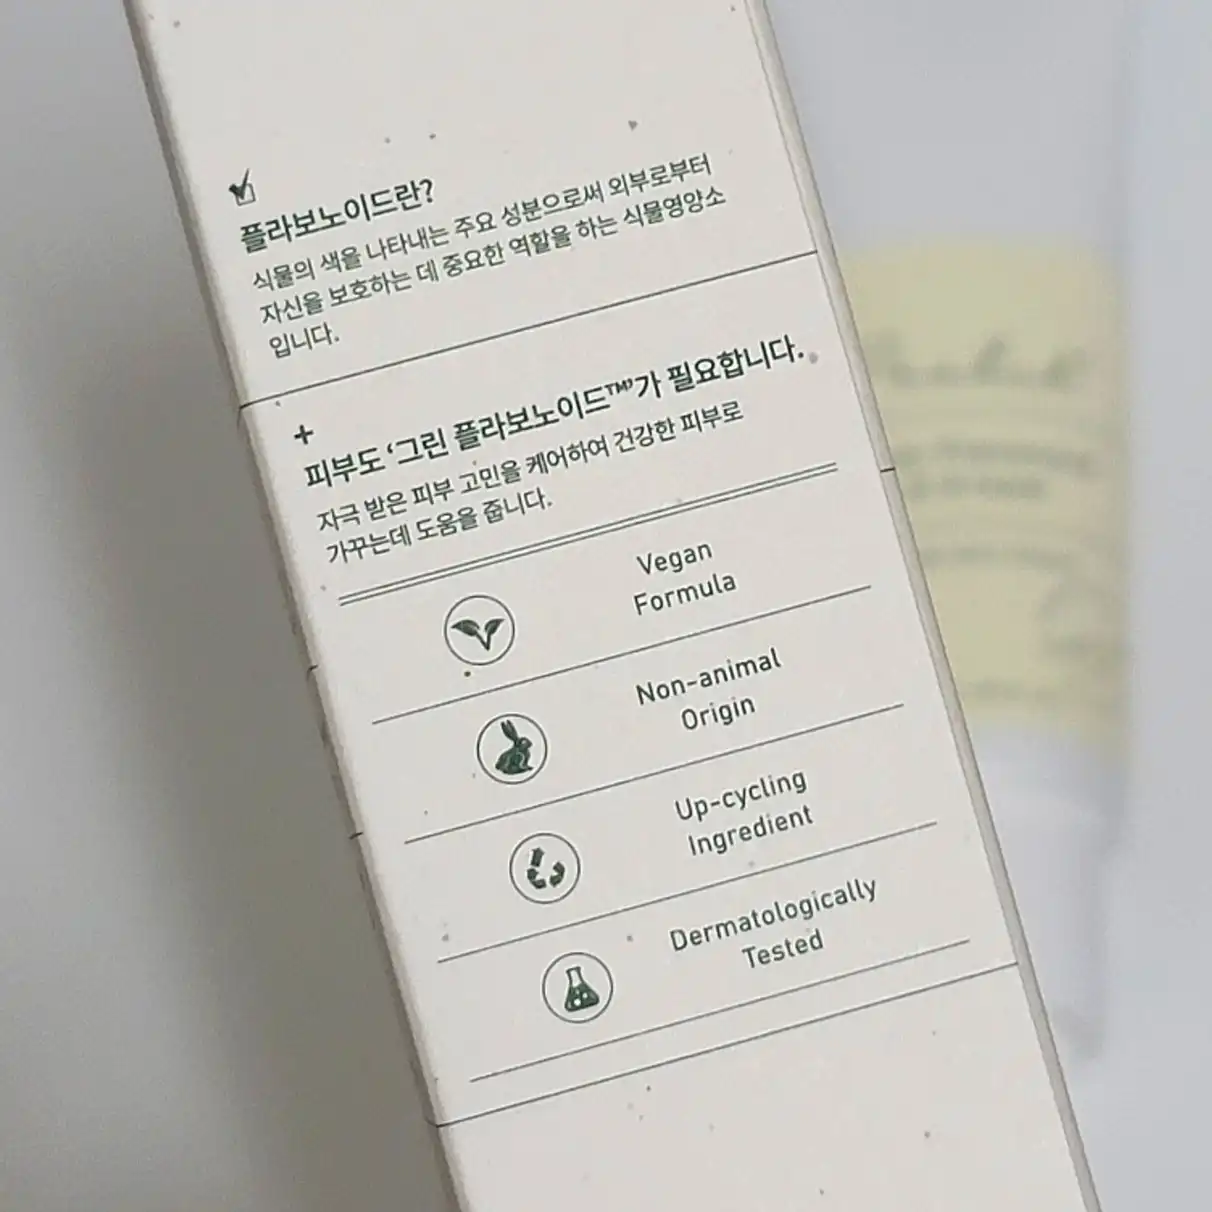 플라보노이드란?
식물의 색을 나타내는 주요 성분으로써 외부로부터
자신을 보호하는 데 중요한 역할을 하는 식물영양소
입니다.
+
피부도 ‘그린 플라보노이드™’가 필요합니다.
자극 받은 피부 고민을 케어하여 건강한 피부로
가꾸는데 도움을 줍니다.
Vegan
Formula
Non-animal
Origin
Up-cycling
Ingredient
Dermatologically
Tested